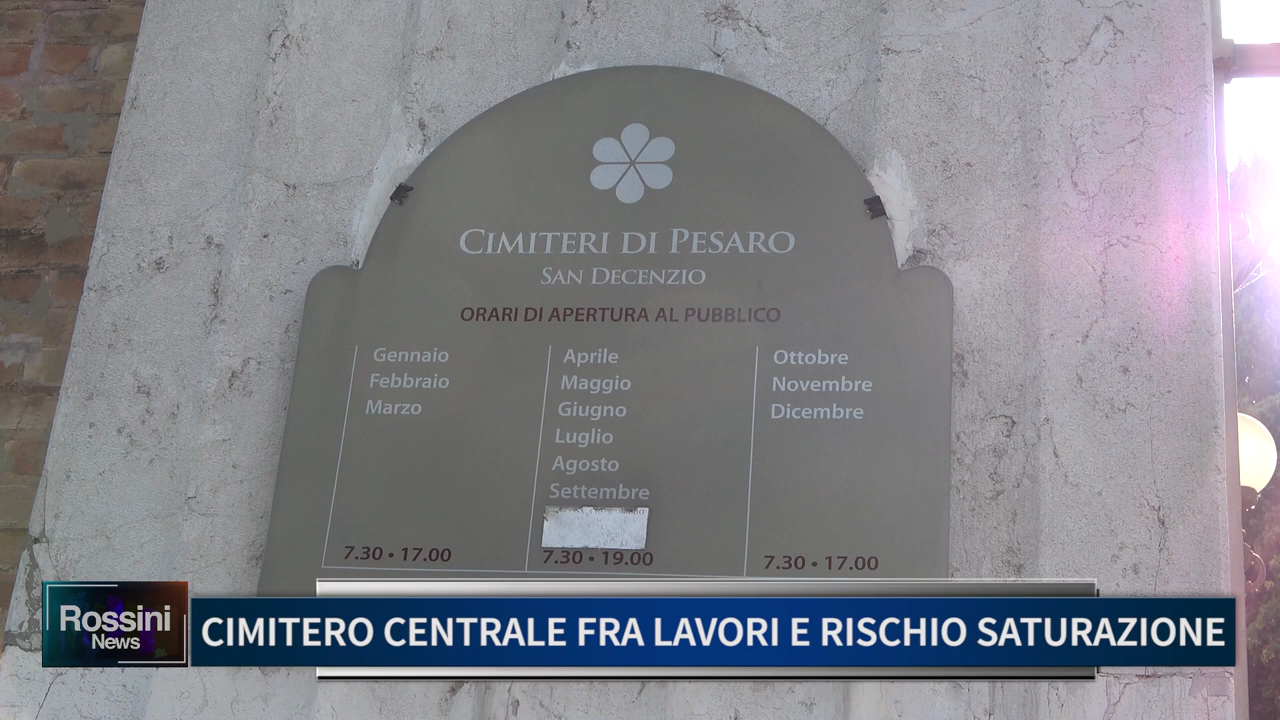 CIMITERI DI PESARO
SAN DECENZIO
ORARI DI APERTURA AL PUBBLICO
Gennaio
Febbraio
Marzo
7.30 • 17.00
Aprile
Maggio
Giugno
Luglio
Agosto
Settembre
7.30 • 19.00
Ottobre
Novembre
Dicembre
7.30 • 17.00
Rossini
News
CIMITERO CENTRALE FRA LAVORI E RISCHIO SATURAZIONE